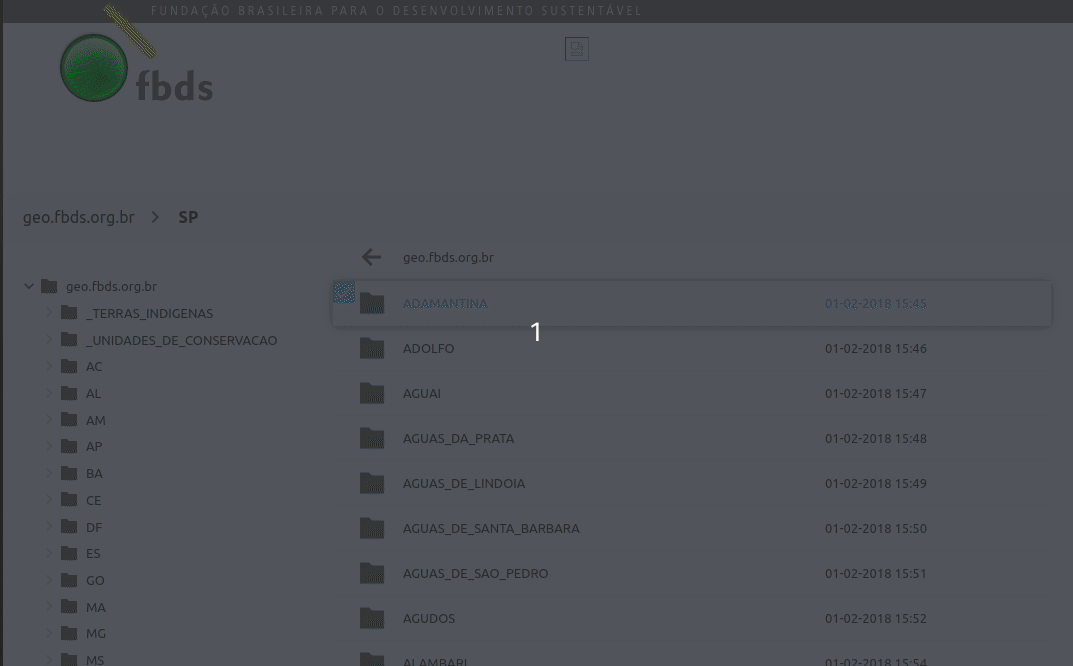 FUNDAÇÃO BRASILEIRA PARA O DESENVOLVIMENTO SUSTENTÁVEL
fbds
geo.fbds.org.br > SP
geo.fbds.org.br
geo.fbds.org.br
_TERRAS_INDIGENAS
_UNIDADES_DE_CONSERVACAO
AC
AL
AM
AP
BA
CE
DF
ES
GO
MA
MG
MS
ADAMANTINA 01-02-2018 15:45
1
ADOLFO 01-02-2018 15:46
AGUAI 01-02-2018 15:47
AGUAS_DA_PRATA 01-02-2018 15:48
AGUAS_DE_LINDOIA 01-02-2018 15:49
AGUAS_DE_SANTA_BARBARA 01-02-2018 15:50
AGUAS_DE_SAO_PEDRO 01-02-2018 15:51
AGUDOS 01-02-2018 15:52
ALAMBARI 01-02-2018 15:54